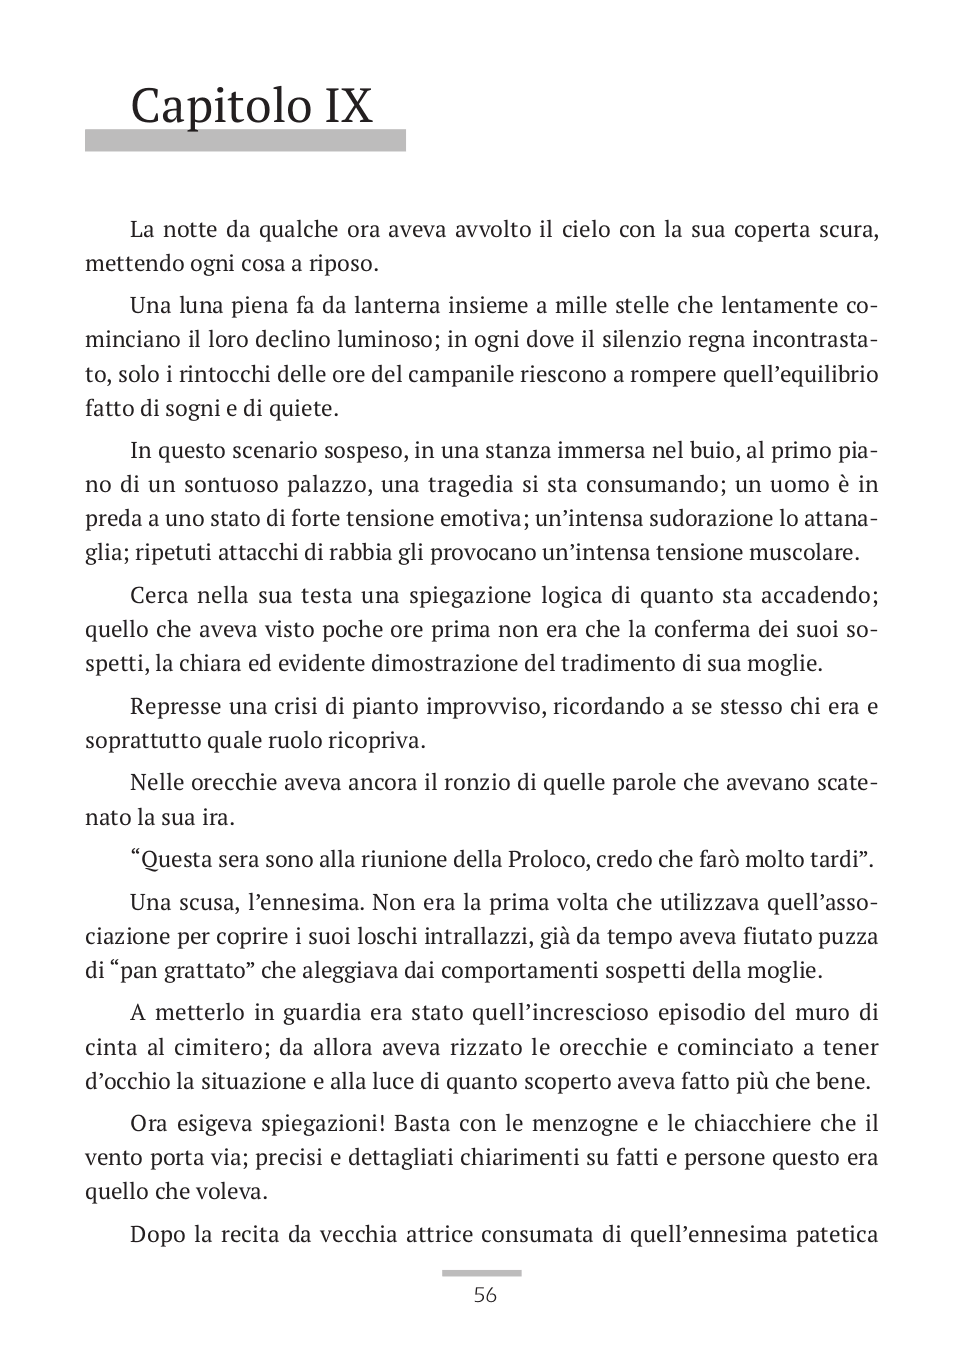 Capitolo IX
La notte da qualche ora aveva avvolto il cielo con la sua coperta scura,
mettendo ogni cosa a riposo.
Una luna piena fa da lanterna insieme a mille stelle che lentamente co-
minciano il loro declino luminoso; in ogni dove il silenzio regna incontrasta-
to, solo i rintocchi delle ore del campanile riescono a rompere quell’equilibrio
fatto di sogni e di quiete.
In questo scenario sospeso, in una stanza immersa nel buio, al primo pia-
no di un sontuoso palazzo, una tragedia si sta consumando; un uomo è in
preda a uno stato di forte tensione emotiva; un’intensa sudorazione lo attana-
glia; ripetuti attacchi di rabbia gli provocano un’intensa tensione muscolare.
Cerca nella sua testa una spiegazione logica di quanto sta accadendo;
quello che aveva visto poche ore prima non era che la conferma dei suoi so-
spetti, la chiara ed evidente dimostrazione del tradimento di sua moglie.
Represse una crisi di pianto improvviso, ricordando a se stesso chi era e
soprattutto quale ruolo ricopriva.
Nelle orecchie aveva ancora il ronzio di quelle parole che avevano scate-
nato la sua ira.
“Questa sera sono alla riunione della Proloco, credo che farò molto tardi”.
Una scusa, l’ennesima. Non era la prima volta che utilizzava quell’asso-
ciazione per coprire i suoi loschi intrallazzi, già da tempo aveva fiutato puzza
di “pan grattato” che aleggiava dai comportamenti sospetti della moglie.
A metterlo in guardia era stato quell’increscioso episodio del muro di
cinta al cimitero; da allora aveva rizzato le orecchie e cominciato a tener
d’occhio la situazione e alla luce di quanto scoperto aveva fatto più che bene.
Ora esigeva spiegazioni! Basta con le menzogne e le chiacchiere che il
vento porta via; precisi e dettagliati chiarimenti su fatti e persone questo era
quello che voleva.
Dopo la recita da vecchia attrice consumata di quell’ennesima patetica
56